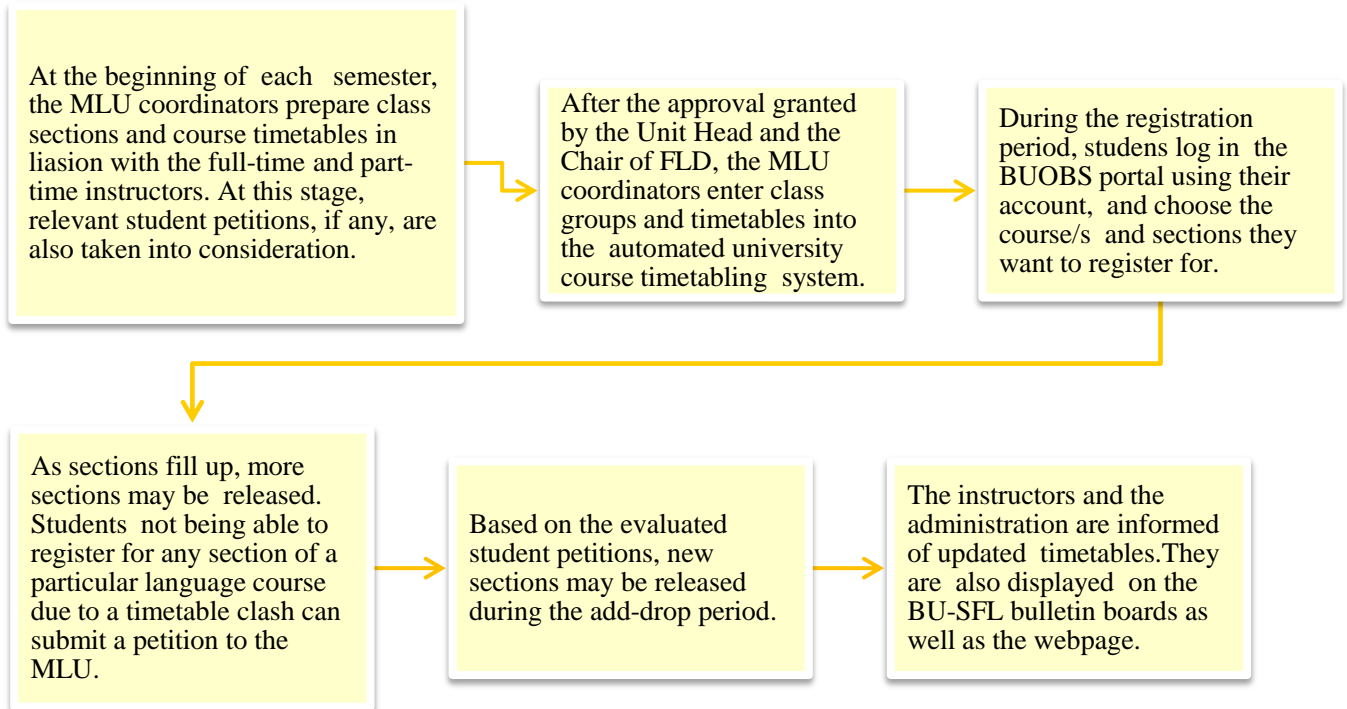 At the beginning of each semester,
the MLU coordinators prepare class
sections and course timetables in
liasion with the full-time and part-
time instructors. At this stage,
relevant student petitions, if any, are
also taken into consideration.
After the approval granted
by the Unit Head and the
Chair of FLD, the MLU
coordinators enter class
groups and timetables into
the automated university
course timetabling system.
During the registration
period, studens log in the
BUOBS portal using their
account, and choose the
course/s and sections they
want to register for.
As sections fill up, more
sections may be released.
Students not being able to
register for any section of a
particular language course
due to a timetable clash can
submit a petition to the
MLU.
Based on the evaluated
student petitions, new
sections may be released
during the add-drop period.
The instructors and the
administration are informed
of updated timetables.They
are also displayed on the
BU-SFL bulletin boards as
well as the webpage.